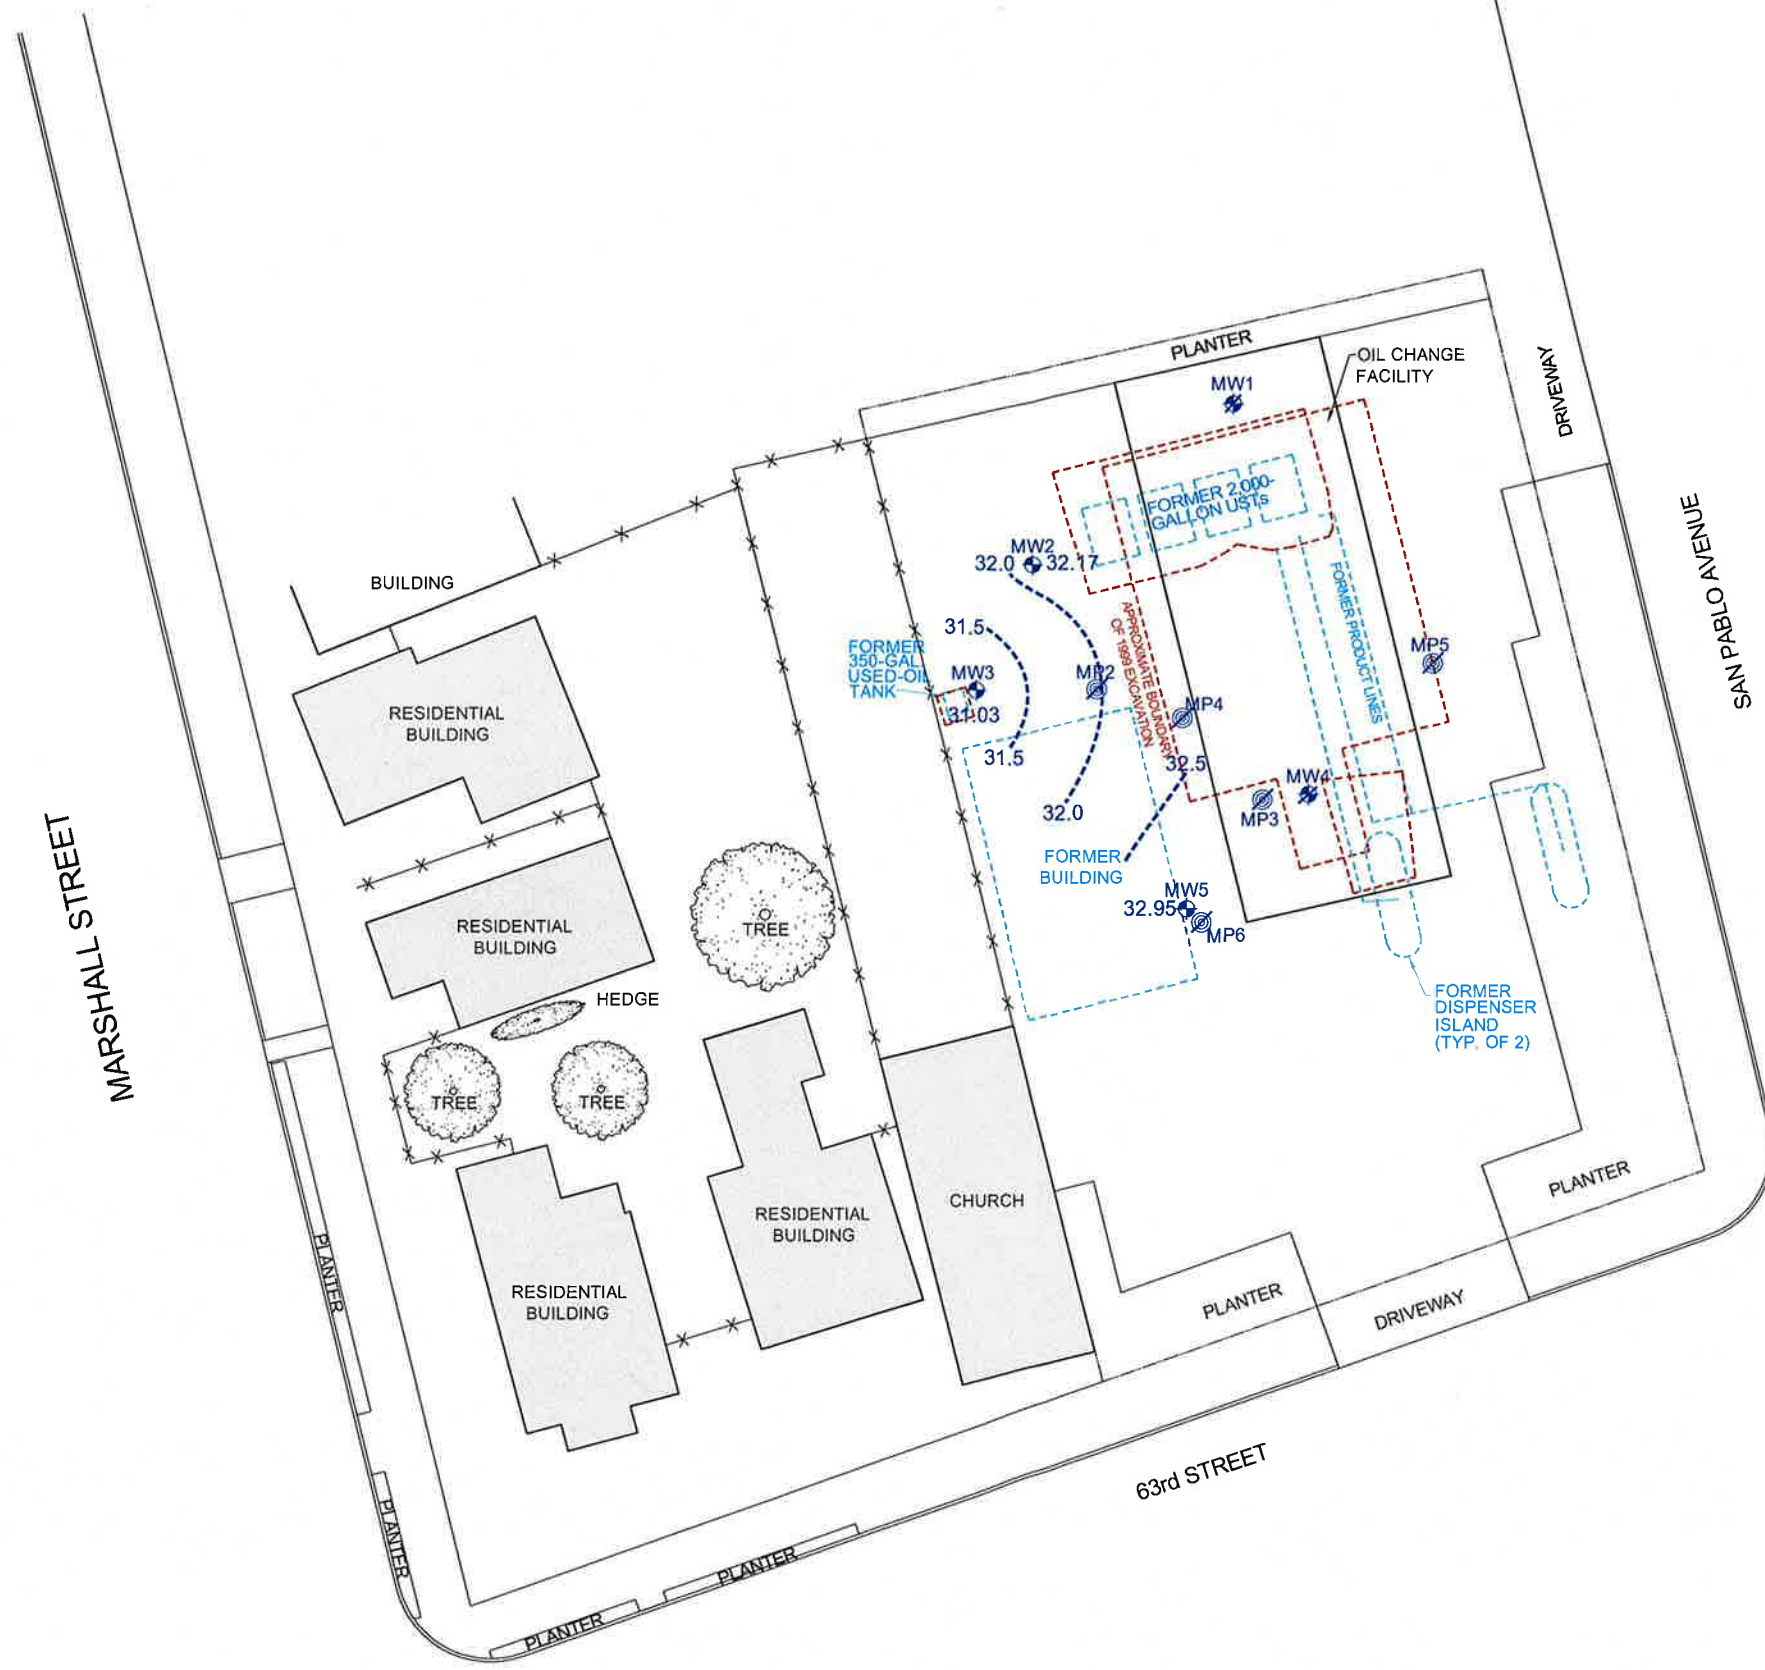 PLANTER
OIL CHANGE
FACILITY
DRIVEWAY
MW1
FORMER 2,000-
GALLON USTs
SAN PABLO AVENUE
MW2
32.0
32.17
BUILDING
FORMER PRODUCT LINES
APPROXIMATE BOUNDARY
OF 1999 EXCAVATION
31.5
FORMER
350-GAL.
USED-OIL
TANK
MW3
31.03
MP2
MP5
MP4
RESIDENTIAL
BUILDING
31.5
32.5
MW4
MP3
32.0
FORMER
BUILDING
MW5
32.95
MP6
MARSHALL STREET
RESIDENTIAL
BUILDING
TREE
HEDGE
FORMER
DISPENSER
ISLAND
(TYP. OF 2)
TREE
TREE
PLANTER
CHURCH
RESIDENTIAL
BUILDING
RESIDENTIAL
BUILDING
PLANTER
PLANTER
DRIVEWAY
63rd STREET
PLANTER
PLANTER
PLANTER